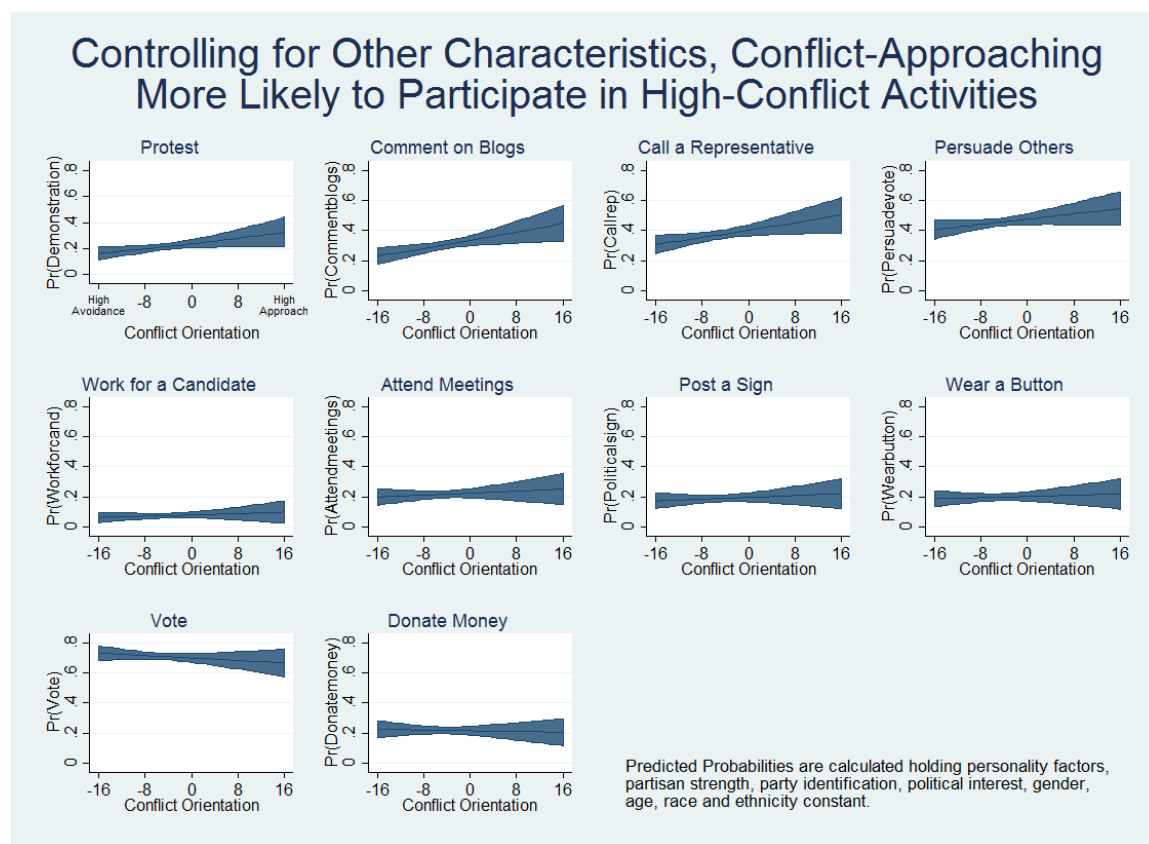 Controlling for Other Characteristics, Conflict-Approaching
More Likely to Participate in High-Conflict Activities
Protest
Pr(Demonstration)
0 .2 .4 .6 .8
High
Avoidance
-8 0 8
High
Approach
Conflict Orientation
Comment on Blogs
Pr(Commentblogs)
0 .2 .4 .6 .8
-16 -8 0 8 16
Conflict Orientation
Call a Representative
Pr(Callrep)
0 .2 .4 .6 .8
-16 -8 0 8 16
Conflict Orientation
Persuade Others
Pr(Persuadevote)
0 .2 .4 .6 .8
-16 -8 0 8 16
Conflict Orientation
Work for a Candidate
Pr(Workforcand)
0 .2 .4 .6 .8
-16 -8 0 8 16
Conflict Orientation
Attend Meetings
Pr(Attendmeetings)
0 .2 .4 .6 .8
-16 -8 0 8 16
Conflict Orientation
Post a Sign
Pr(Politicalsign)
0 .2 .4 .6 .8
-16 -8 0 8 16
Conflict Orientation
Wear a Button
Pr(Wearbutton)
0 .2 .4 .6 .8
-16 -8 0 8 16
Conflict Orientation
Vote
Pr(Vote)
0 .2 .4 .6 .8
-16 -8 0 8 16
Conflict Orientation
Donate Money
Pr(Donatemoney)
0 .2 .4 .6 .8
-16 -8 0 8 16
Conflict Orientation
Predicted Probabilities are calculated holding personality factors,
partisan strength, party identification, political interest, gender,
age, race and ethnicity constant.